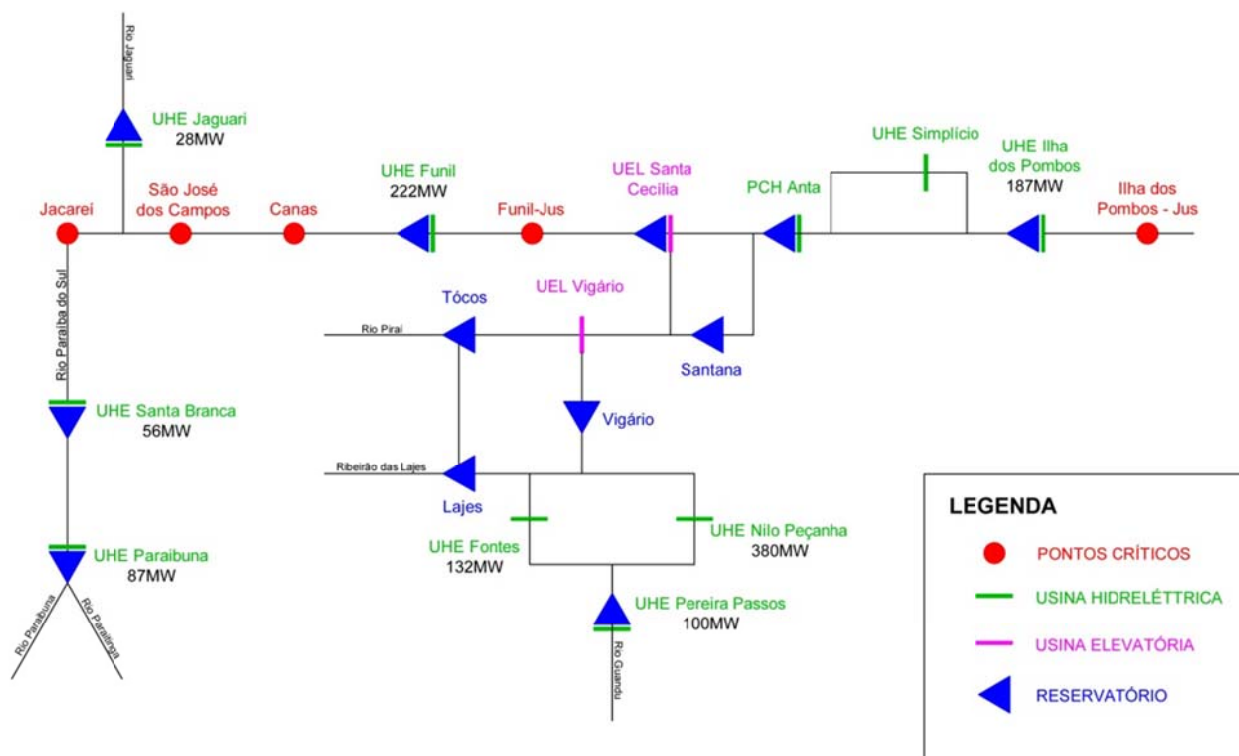 Rio Jaguari
UHE Jaguari
28MW
Jacareí
São José
dos Campos
Canas
UHE Funil
222MW
Funil-Jus
UEL Santa
Cecília
PCH Anta
UHE Simplício
UHE Ilha
dos Pombos
187MW
Ilha dos
Pombos - Jus
Rio Paraíba do Sul
Tócos
UEL Vigário
Rio Piraí
Santana
UHE Santa Branca
56MW
Vigário
Ribeirão das Lajes
Lajes
UHE Fontes
132MW
UHE Nilo Peçanha
380MW
UHE Paraibuna
87MW
Rio Paraibuna
Rio Paraitinga
UHE Pereira Passos
100MW
Rio Guandu
LEGENDA
PONTOS CRÍTICOS
USINA HIDRELÉTTRICA
USINA ELEVATÓRIA
RESERVATÓRIO